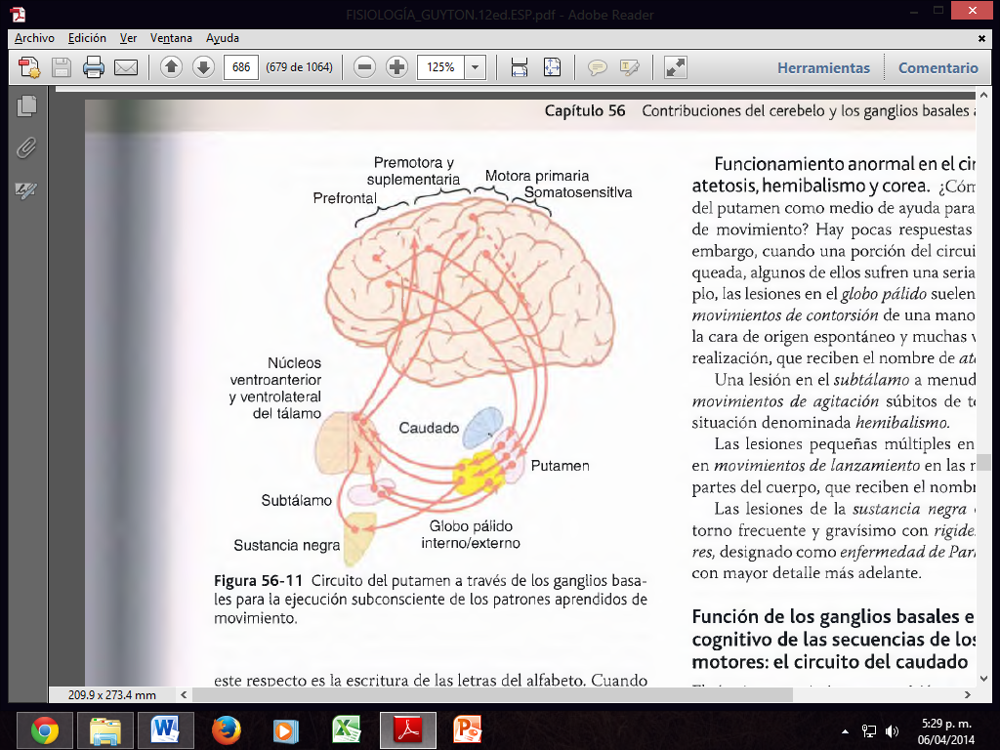 FISIOLOGÍA_GUYTON.12ed.ESP.pdf - Adobe Reader
Archivo Edición Ver Ventana Ayuda
686 (679 de 1064) 125% Herramientas Comentario
Capítulo 56 Contribuciones del cerebelo y los ganglios basales
Premotora y
suplementaria
Motora primaria
Prefrontal
Somatosensitiva
Núcleos
ventroanterior
y ventrolateral
del tálamo
Caudado
Putamen
Subtálamo
Globo pálido
interno/externo
Sustancia negra
Figura 56-11 Circuito del putamen a través de los ganglios basa-
les para la ejecución subconsciente de los patrones aprendidos de
movimiento.
este respecto es la escritura de las letras del alfabeto. Cuando
Funcionamiento anormal en el cir
atetosis, hemibalismo y corea. ¿Cóm
del putamen como medio de ayuda para
de movimiento? Hay pocas respuestas
embargo, cuando una porción del circui
queada, algunos de ellos sufren una seria
plo, las lesiones en el globo pálido suelen
movimientos de contorsión de una mano
la cara de origen espontáneo y muchas v
realización, que reciben el nombre de at
Una lesión en el subtálamo a menud
movimientos de agitación súbitos de t
situación denominada hemibalismo.
Las lesiones pequeñas múltiples en
en movimientos de lanzamiento en las
partes del cuerpo, que reciben el nomb
Las lesiones de la sustancia negra
torno frecuente y gravísimo con rigide
res, designado como enfermedad de Par
con mayor detalle más adelante.
Función de los ganglios basales e
cognitivo de las secuencias de los
motores: el circuito del caudado
209.9 x 273.4 mm
5:29 p. m.
06/04/2014